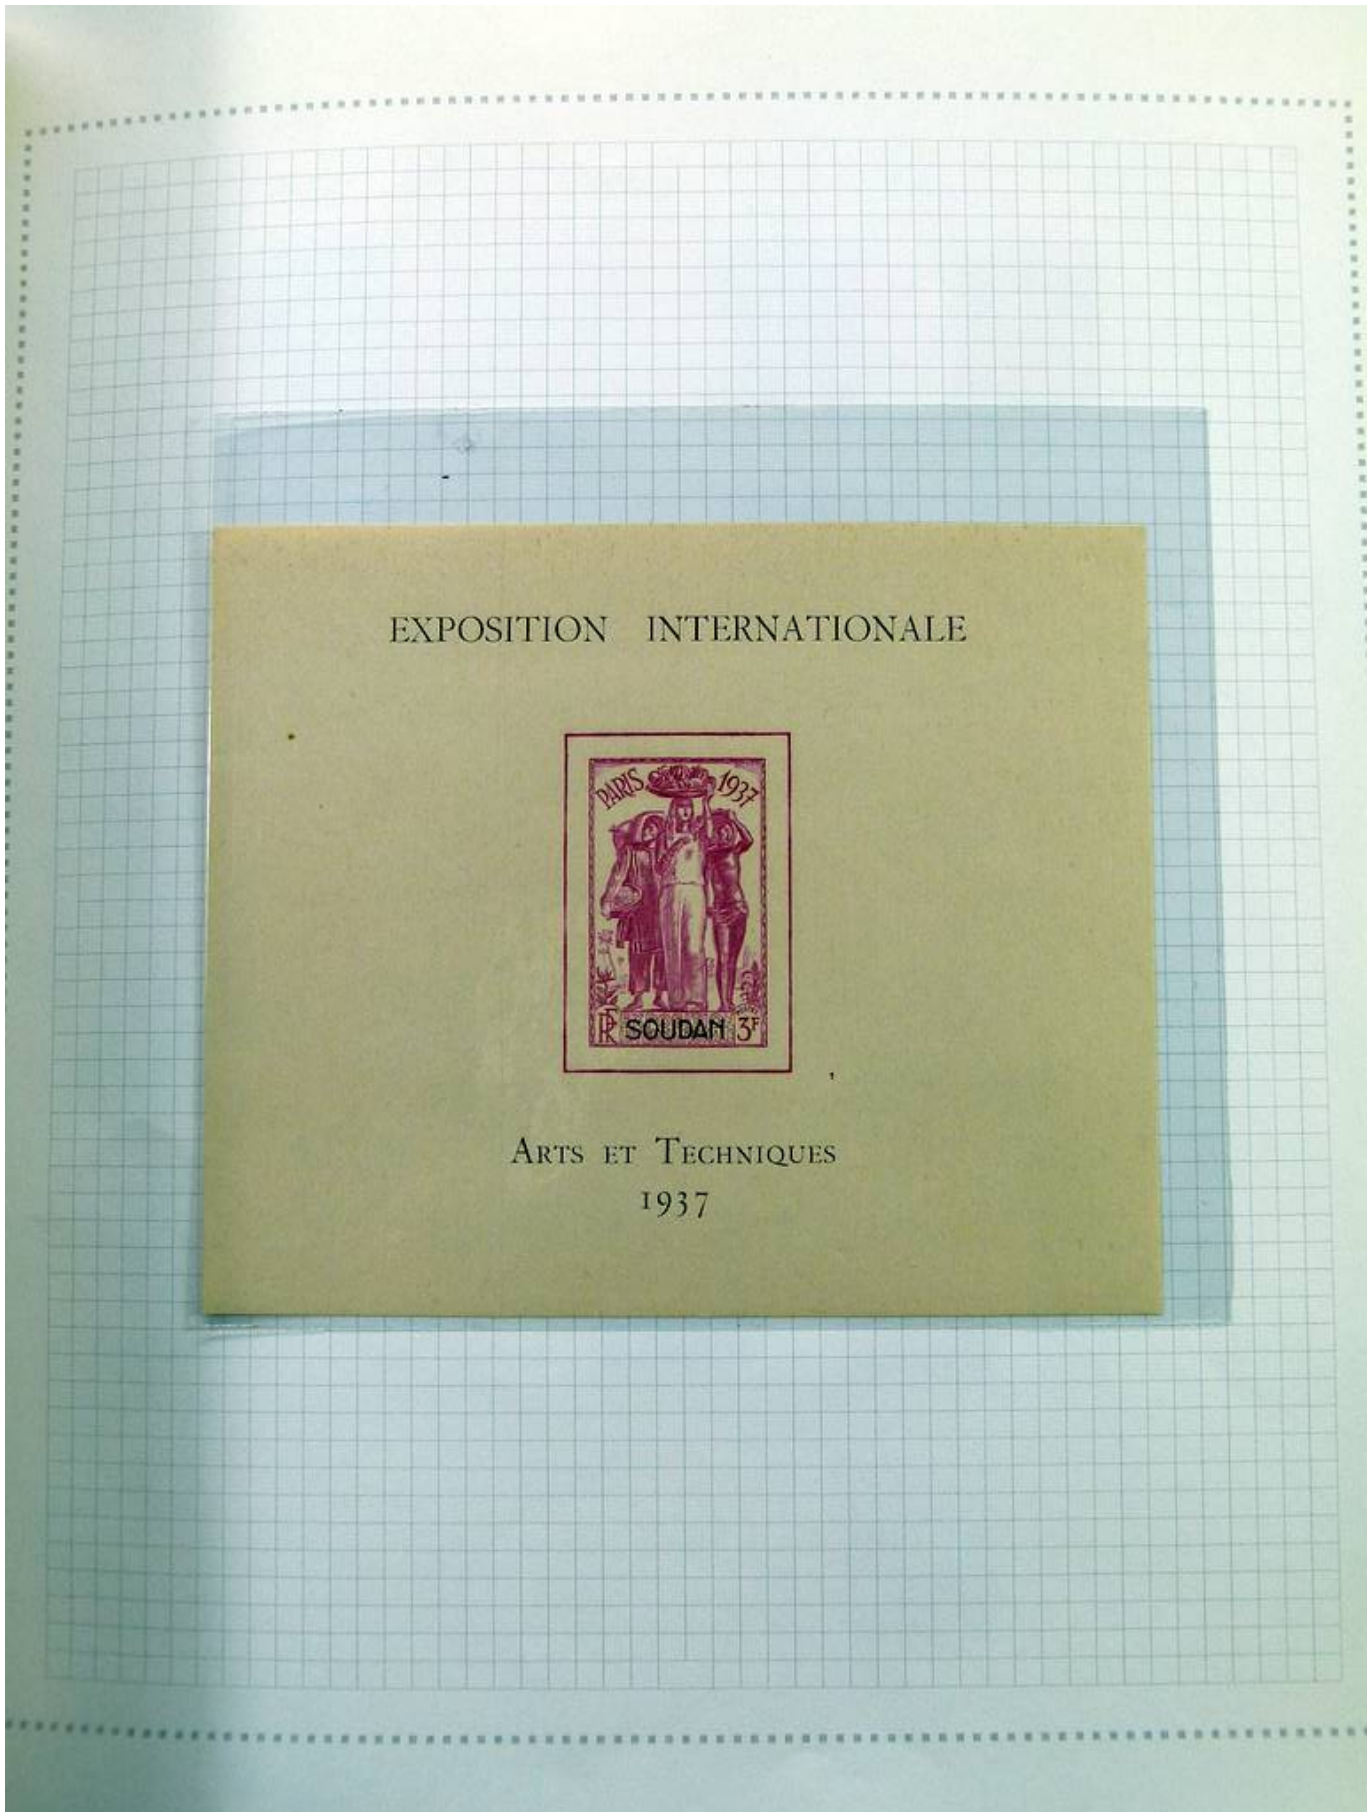 EXPOSITION INTERNATIONALE
PARIS 1937
RF SOUDAN 3F
ARTS ET TECHNIQUES
1937